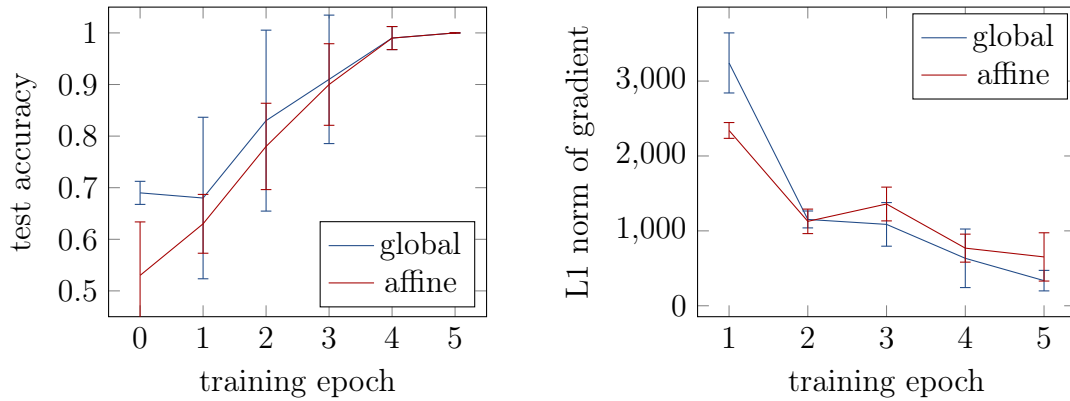 test accuracy
1
0.9
0.8
0.7
0.6
0.5
global
affine
0 1 2 3 4 5
training epoch
L1 norm of gradient
3,000
2,000
1,000
0
global
affine
1 2 3 4 5
training epoch